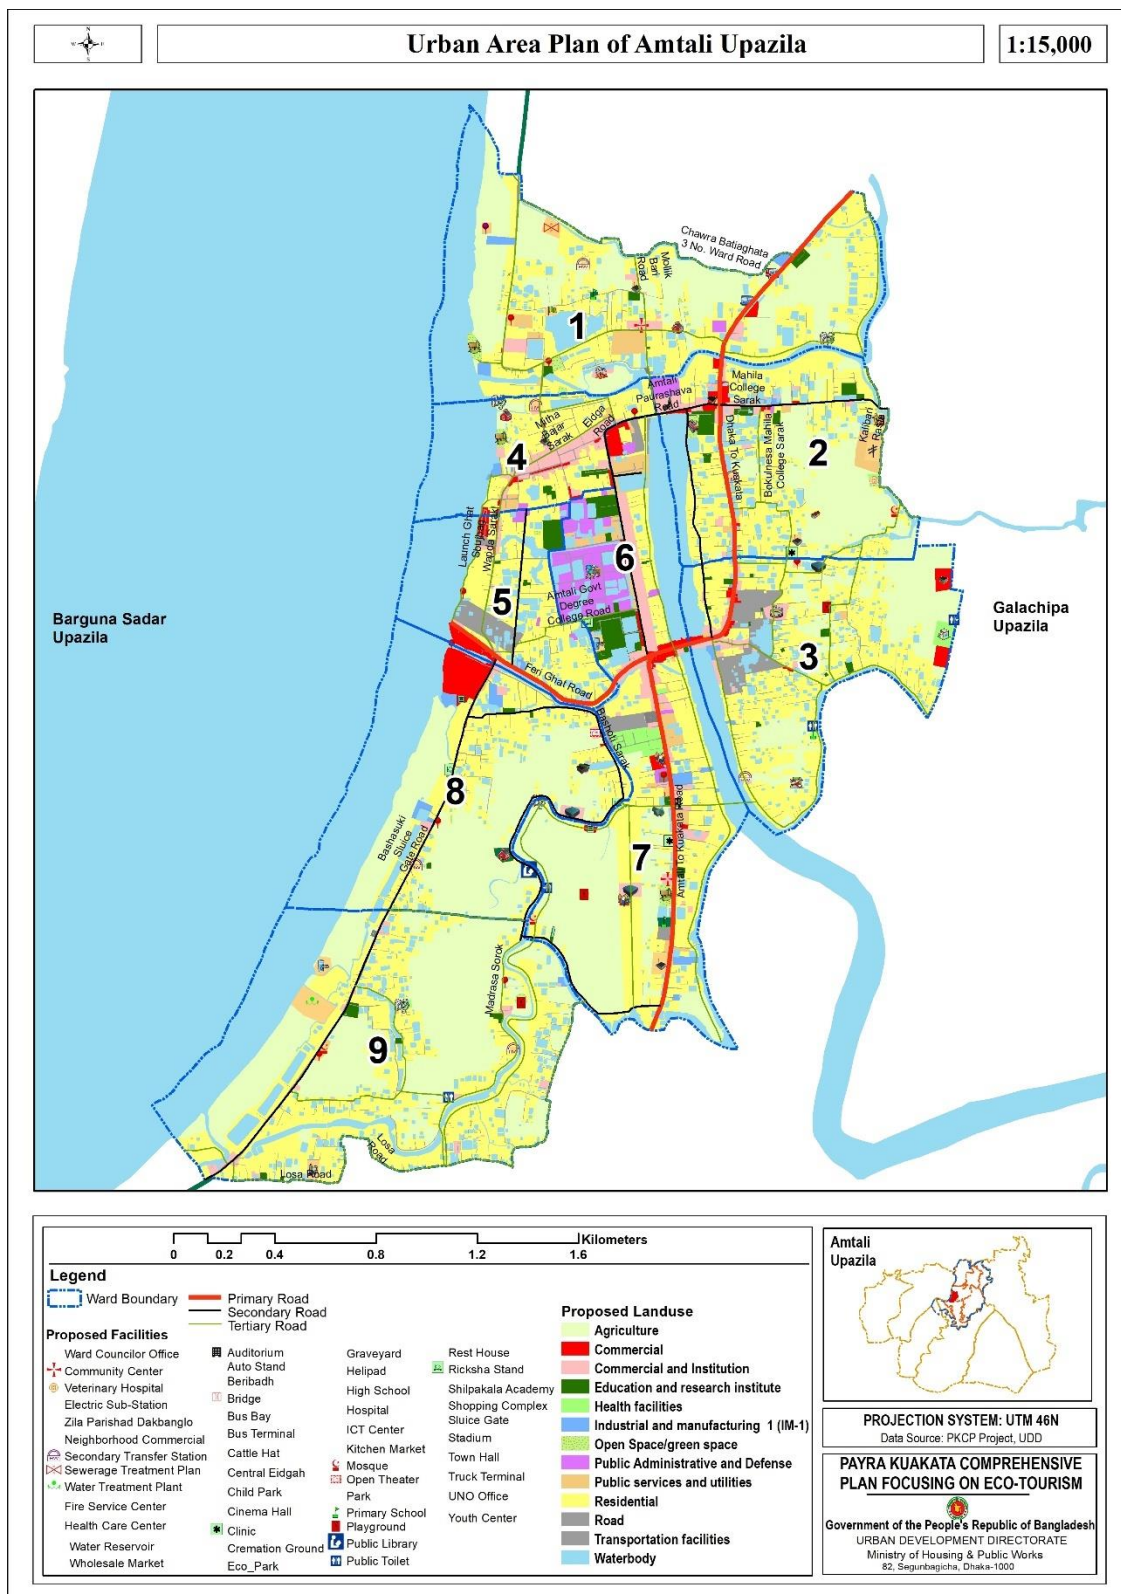 Urban Area Plan of Amtali Upazila
1:15,000
N
Chawra Batiaghata
3 No. Ward Road
Mollik
Bari
Road
1
Mahila
College
Sarak
Amtali
Paurashava
Road
Eidga
Road
Mitha
Bajar
Sarak
Dhaka To Kuakata
Bokulnesa Mahila
College Sarak
Kalibari
Rasta
2
4
Launch Ghat
Wapda Sarak
6
5
Amtali Govt
Degree
College Road
Barguna Sadar
Upazila
Galachipa
Upazila
3
Feri Ghat Road
Bashoti Sarak
8
Bashasuki
Sluice
Gate Road
7
Amtali To Kuakata Road
Madrasa Sorok
9
Losa
Road
Losa Road
Kilometers
0 0.2 0.4 0.8 1.2 1.6
Legend
Ward Boundary
Primary Road
Secondary Road
Tertiary Road
Proposed Facilities
Ward Councilor Office
Community Center
Veterinary Hospital
Electric Sub-Station
Zila Parishad Dakbanglo
Neighborhood Commercial
Secondary Transfer Station
Sewerage Treatment Plan
Water Treatment Plant
Fire Service Center
Health Care Center
Water Reservoir
Wholesale Market
Auditorium
Auto Stand
Beribadh
Bridge
Bus Bay
Bus Terminal
Cattle Hat
Central Eidgah
Child Park
Cinema Hall
Clinic
Cremation Ground
Eco_Park
Graveyard
Helipad
High School
Hospital
ICT Center
Kitchen Market
Mosque
Open Theater
Park
Primary School
Playground
Public Library
Public Toilet
Rest House
Ricksha Stand
Shilpakala Academy
Shopping Complex
Sluice Gate
Stadium
Town Hall
Truck Terminal
UNO Office
Youth Center
Proposed Landuse
Agriculture
Commercial
Commercial and Institution
Education and research institute
Health facilities
Industrial and manufacturing 1 (IM-1)
Open Space/green space
Public Administrative and Defense
Public services and utilities
Residential
Road
Transportation facilities
Waterbody
Amtali
Upazila
PROJECTION SYSTEM: UTM 46N
Data Source: PKCP Project, UDD
PAYRA KUAKATA COMPREHENSIVE
PLAN FOCUSING ON ECO-TOURISM
Government of the People's Republic of Bangladesh
URBAN DEVELOPMENT DIRECTORATE
Ministry of Housing & Public Works
82, Segunbagicha, Dhaka-1000